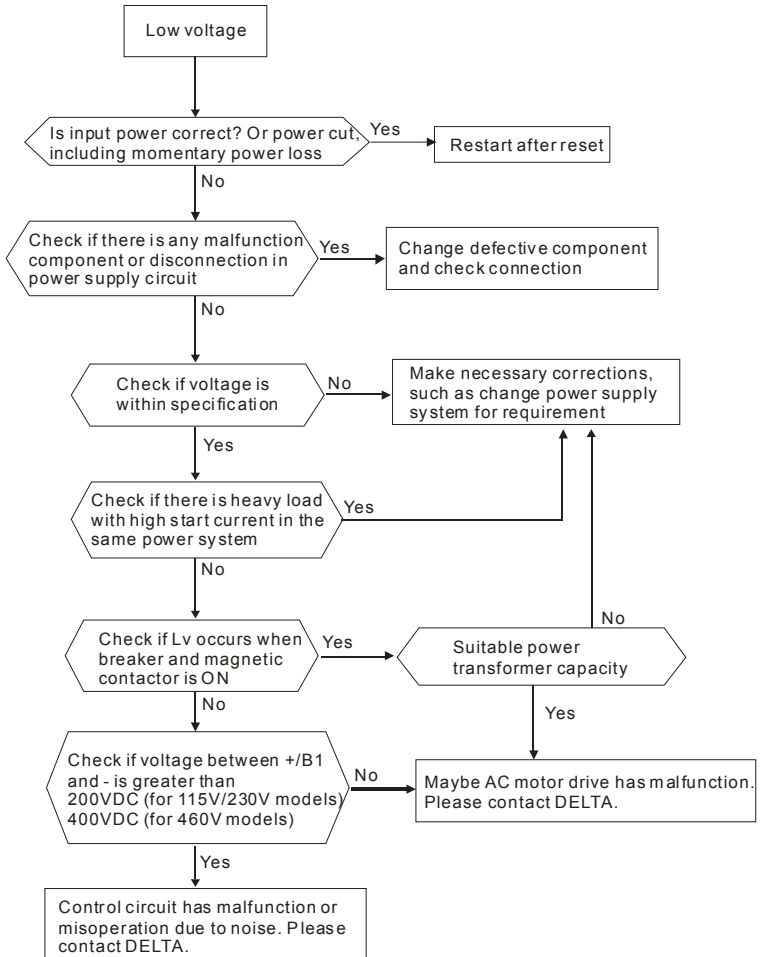 Low voltage
Is input power correct? Or power cut,
including momentary power loss
Yes
Restart after reset
No
Check if there is any malfunction
component or disconnection in
power supply circuit
Yes
Change defective component
and check connection
No
Check if voltage is
within specification
No
Make necessary corrections,
such as change power supply
system for requirement
Yes
Check if there is heavy load
with high start current in the
same power system
Yes
No
Check if Lv occurs when
breaker and magnetic
contactor is ON
Yes
Suitable power
transformer capacity
No
Yes
No
Check if voltage between +/B1
and - is greater than
200VDC (for 115V/230V models)
400VDC (for 460V models)
No
Maybe AC motor drive has malfunction.
Please contact DELTA.
Yes
Control circuit has malfunction or
misoperation due to noise. Please
contact DELTA.